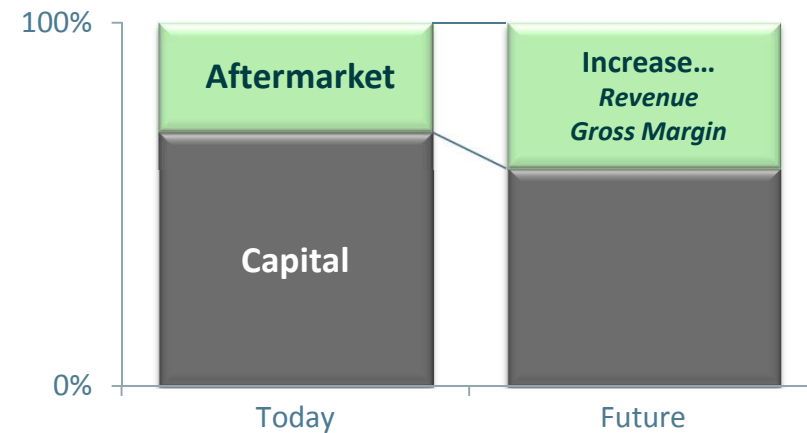 100%
Aftermarket
Increase…
Revenue
Gross Margin
Capital
0%
Today
Future